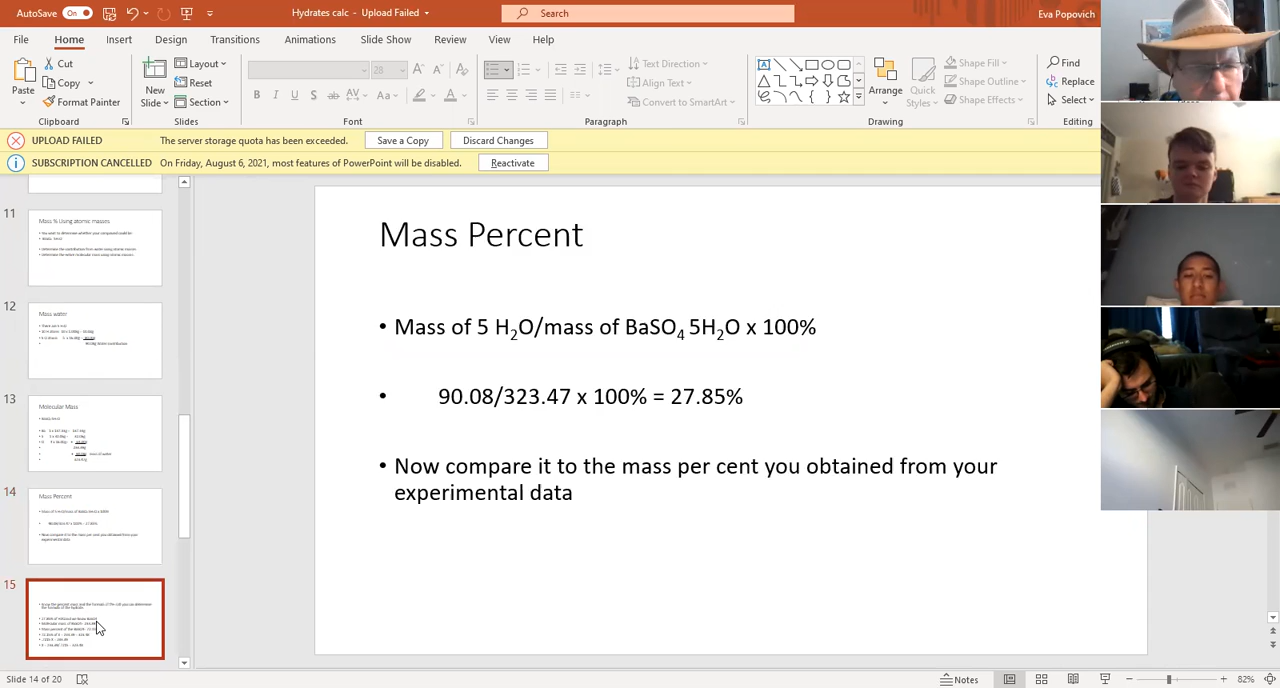 AutoSave On
Hydrates calc - Upload Failed
Search
Eva Popovich
File Home Insert Design Transitions Animations Slide Show Review View Help
Paste
Cut
Copy
Format Painter
Clipboard
New Slide
Layout
Reset
Section
Slides
28
Font
Paragraph
Text Direction
Align Text
Convert to SmartArt
Arrange
Quick Styles
Shape Fill
Shape Outline
Shape Effects
Drawing
Find
Replace
Select
Editing
UPLOAD FAILED The server storage quota has been exceeded. Save a Copy Discard Changes
SUBSCRIPTION CANCELLED On Friday, August 6, 2021, most features of PowerPoint will be disabled. Reactivate
11
Mass % Using atomic masses
12
Mass water
13
Molecular Mass
14
Mass Percent
15
Mass Percent
• Mass of 5 H₂O/mass of BaSO₄ 5H₂O x 100%
• 90.08/323.47 x 100% = 27.85%
• Now compare it to the mass per cent you obtained from your
experimental data
Slide 14 of 20
Notes
82%